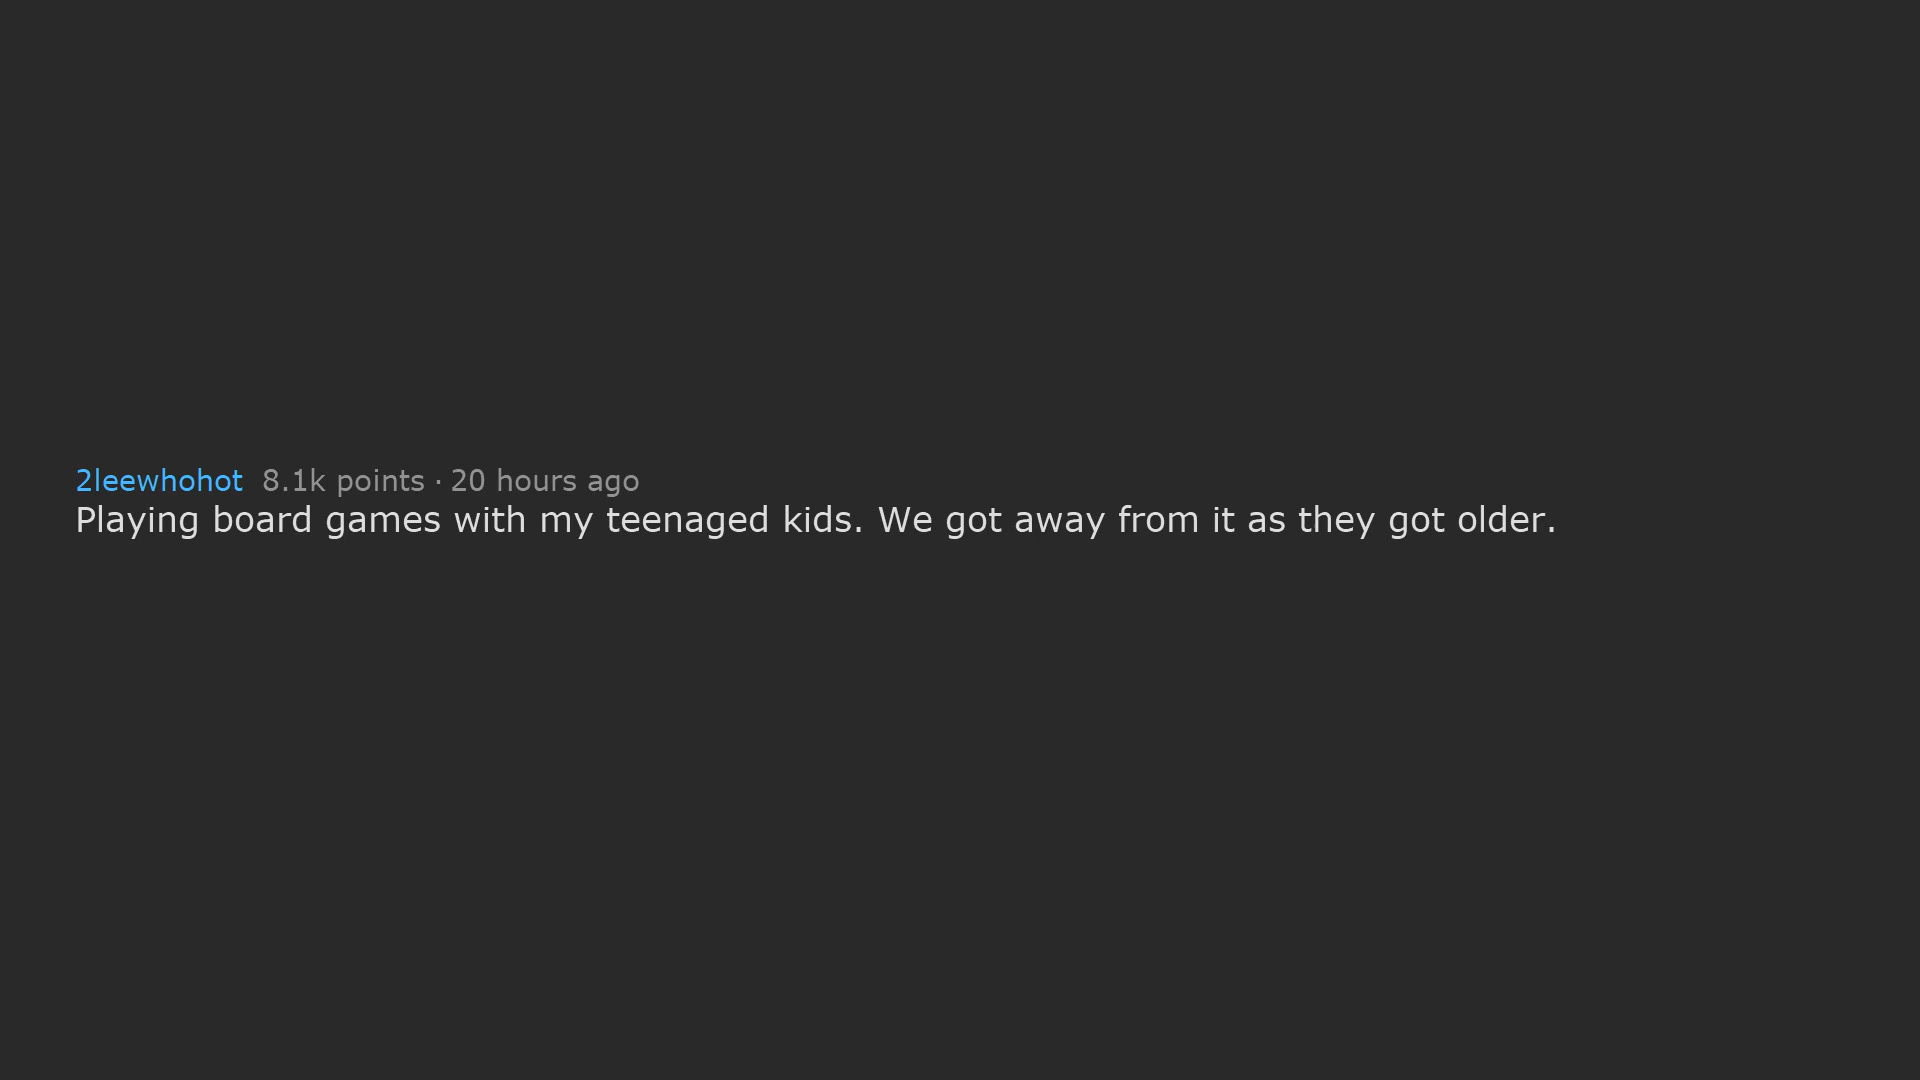 2leewhohot 8.1k points · 20 hours ago
Playing board games with my teenaged kids. We got away from it as they got older.